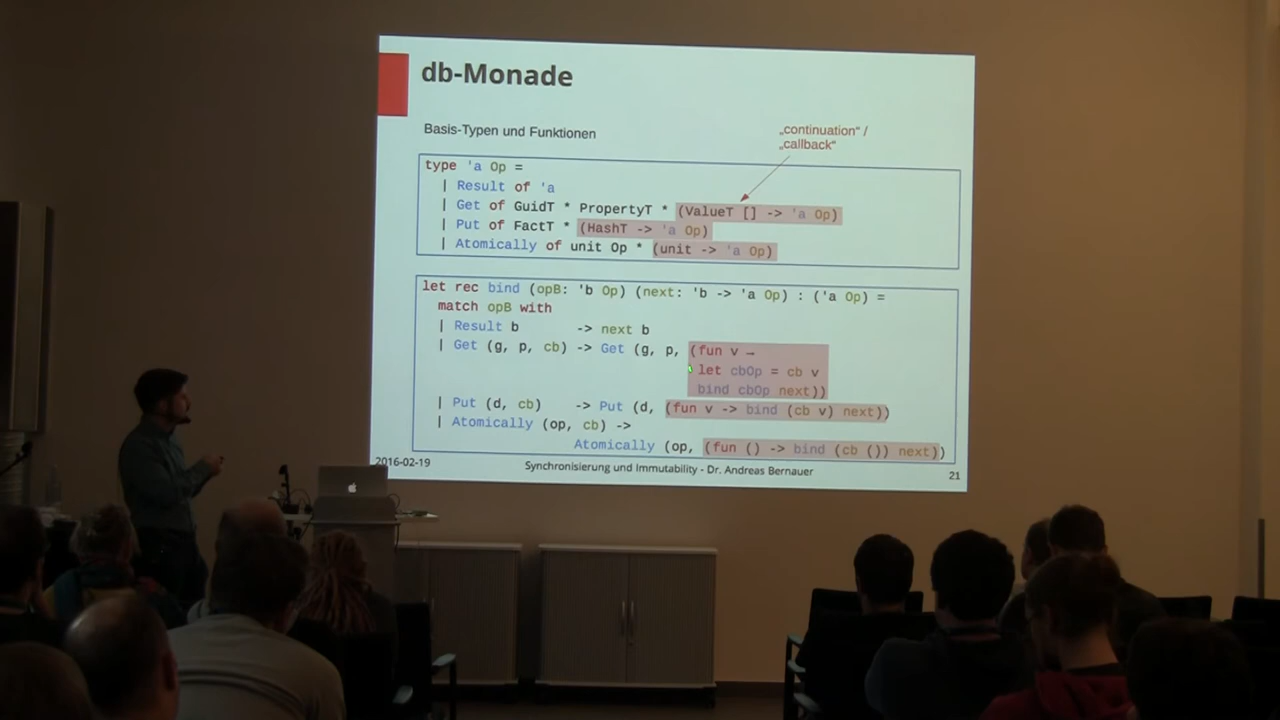 db-Monade
Basis-Typen und Funktionen
„continuation“ /
„callback“
type 'a Op =
| Result of 'a
| Get of GuidT * PropertyT * (ValueT [] -> 'a Op)
| Put of FactT * (HashT -> 'a Op)
| Atomically of unit Op * (unit -> 'a Op)
let rec bind (opB: 'b Op) (next: 'b -> 'a Op) : ('a Op) =
match opB with
| Result b -> next b
| Get (g, p, cb) -> Get (g, p, (fun v →
let cbOp = cb v
bind cbOp next))
| Put (d, cb) -> Put (d, (fun v -> bind (cb v) next))
| Atomically (op, cb) ->
Atomically (op, (fun () -> bind (cb ()) next))
2016-02-19
Synchronisierung und Immutability - Dr. Andreas Bernauer
21